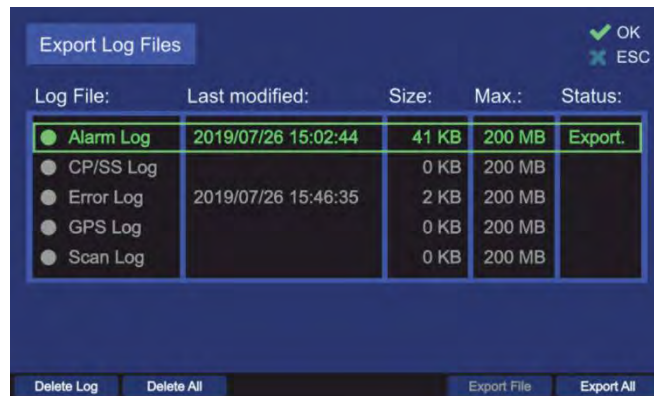 Export Log Files
OK
ESC
Log File: Last modified: Size: Max.: Status:
Alarm Log 2019/07/26 15:02:44 41 KB 200 MB Export.
CP/SS Log 0 KB 200 MB
Error Log 2019/07/26 15:46:35 2 KB 200 MB
GPS Log 0 KB 200 MB
Scan Log 0 KB 200 MB
Delete Log Delete All Export File Export All